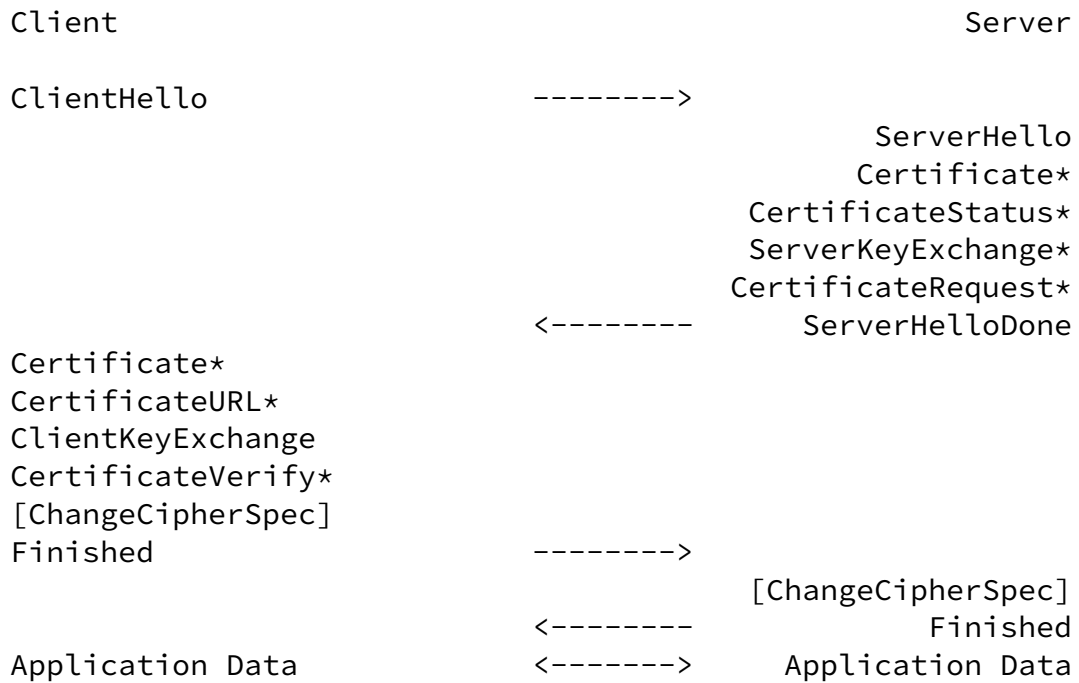 Client Server
ClientHello -------->
ServerHello
Certificate*
CertificateStatus*
ServerKeyExchange*
CertificateRequest*
<-------- ServerHelloDone
Certificate*
CertificateURL*
ClientKeyExchange
CertificateVerify*
[ChangeCipherSpec]
Finished -------->
[ChangeCipherSpec]
<-------- Finished
Application Data <-------> Application Data